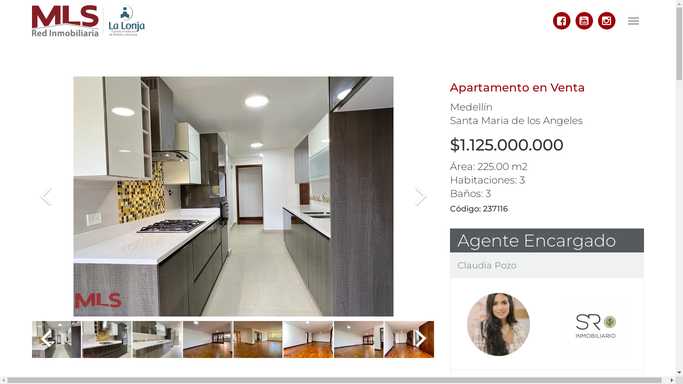 MLS
Red Inmobiliaria
La Lonja
Apartamento en Venta
Medellín
Santa Maria de los Angeles
$1.125.000.000
Área: 225.00 m2
Habitaciones: 3
Baños: 3
Código: 237116
Agente Encargado
Claudia Pozo
MLS
SR
INMOBILIARIO